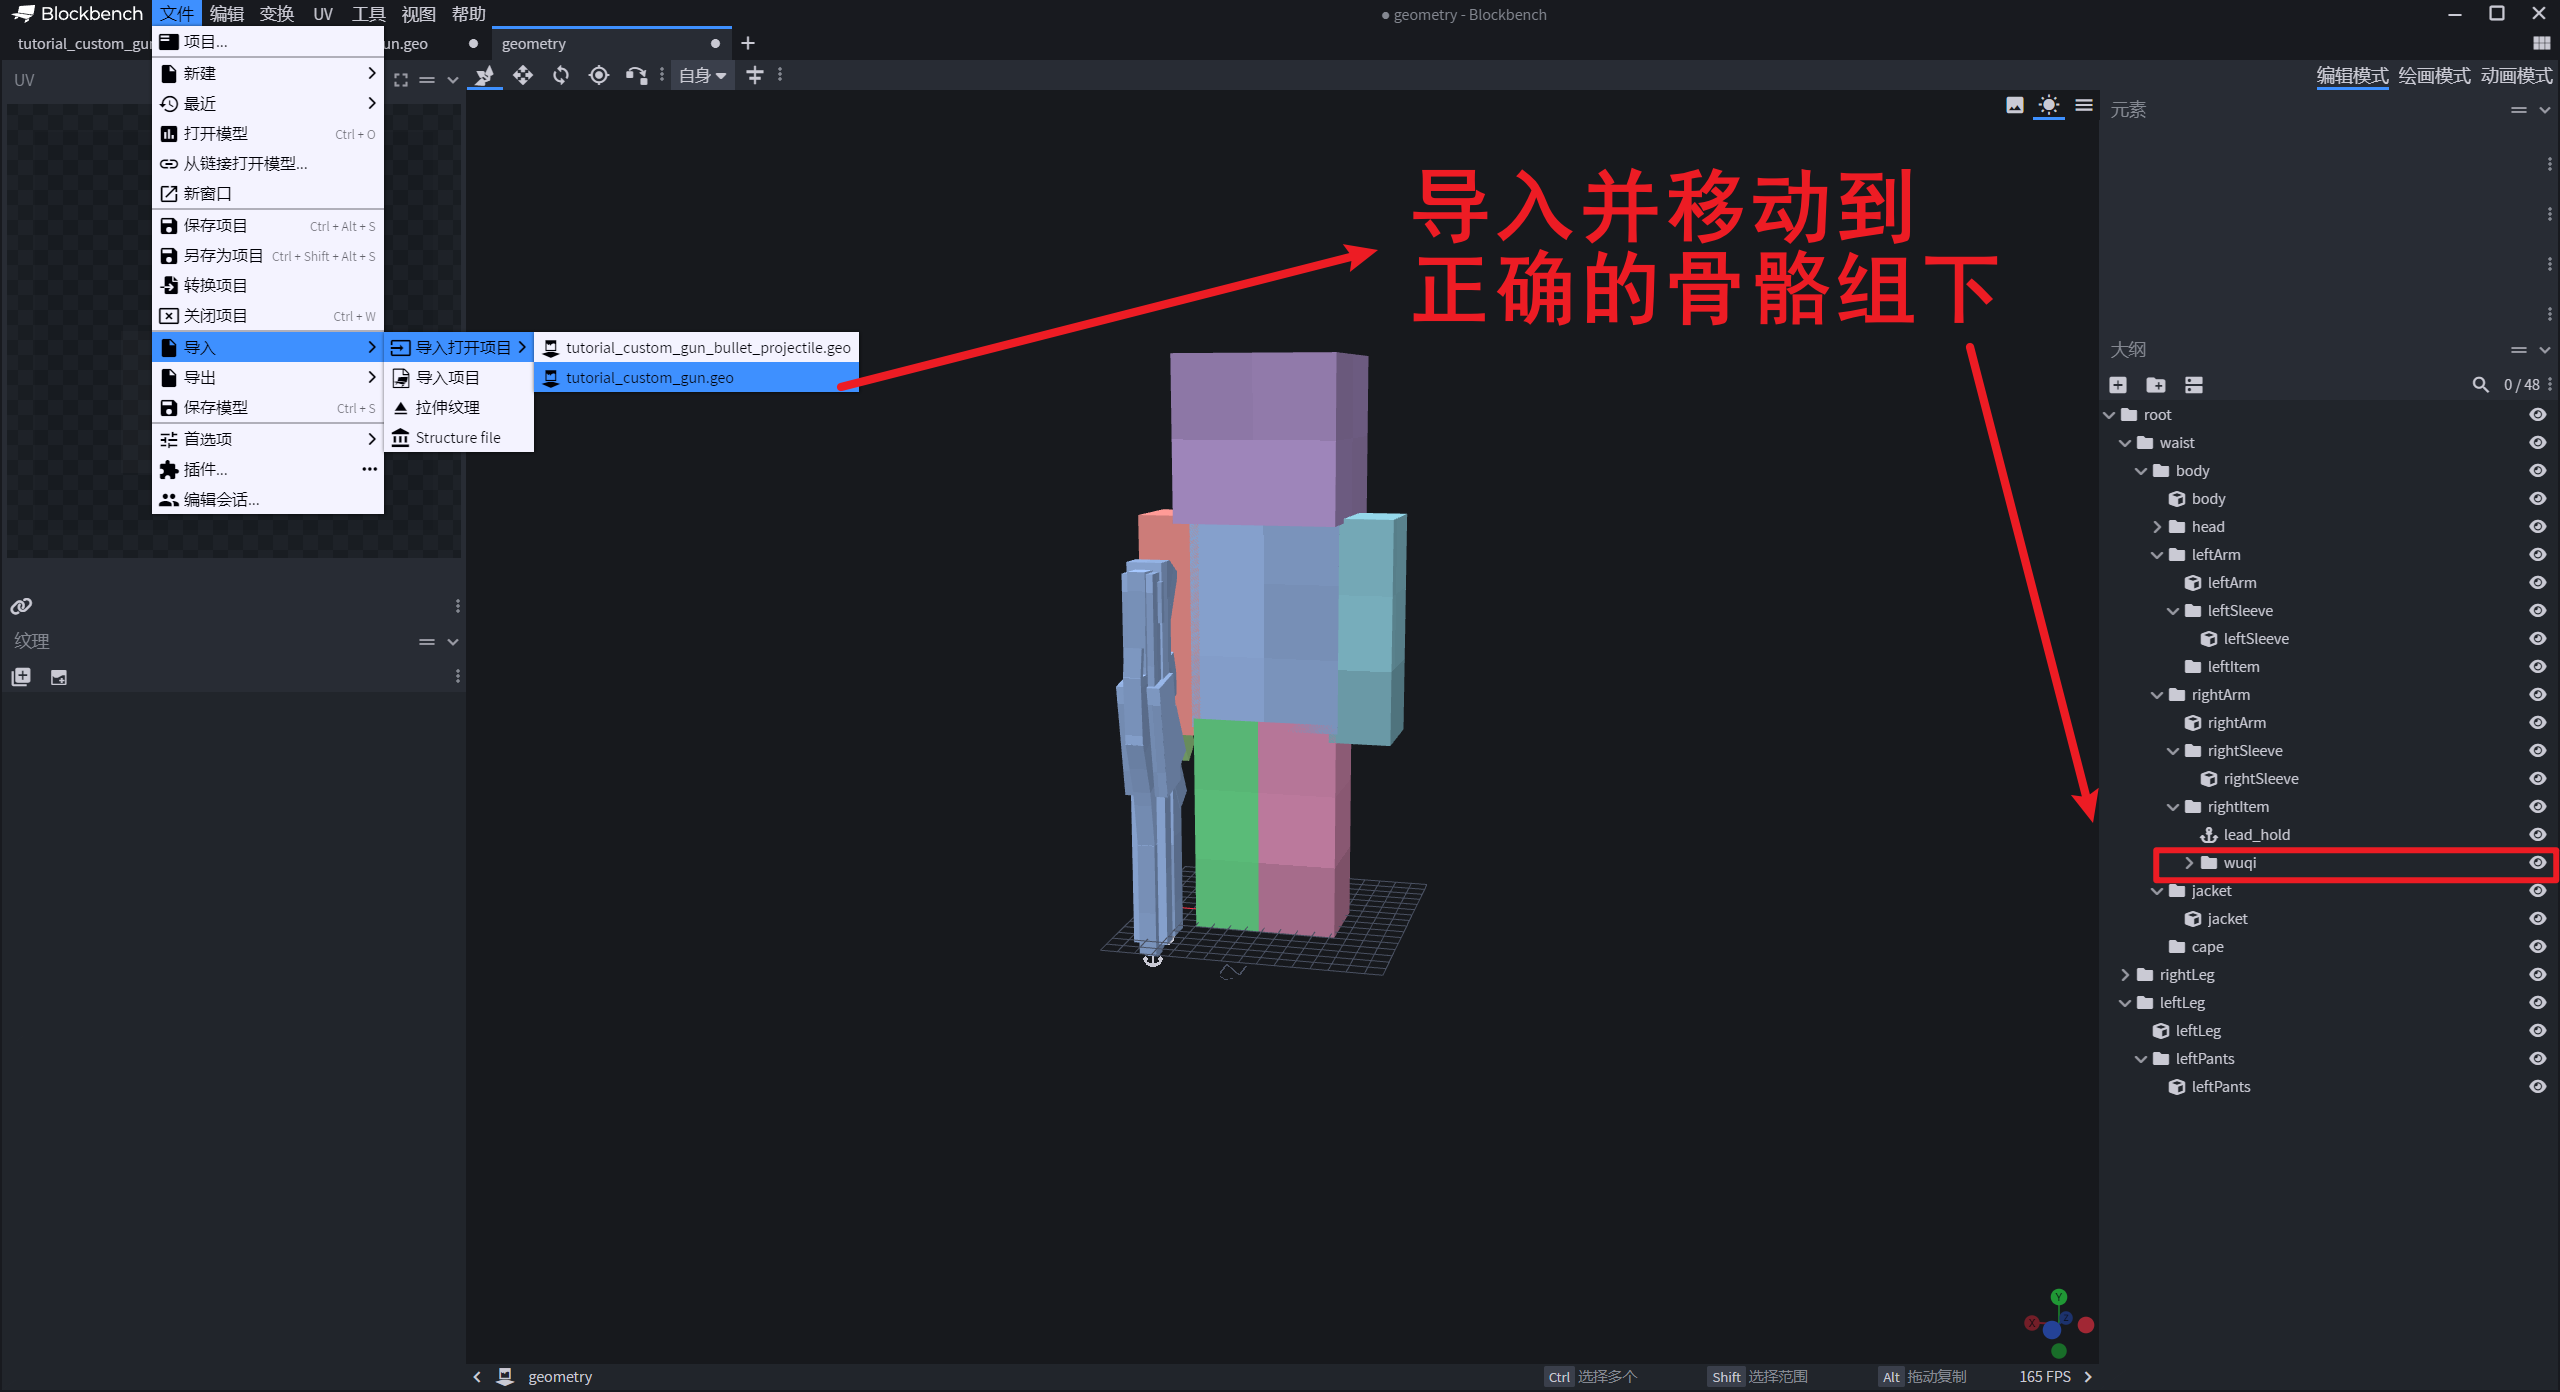 Blockbench
文件 编辑 变换 UV 工具 视图 帮助
geometry - Blockbench
tutorial_custom_gun
un.geo
geometry
UV
自身
编辑模式 绘画模式 动画模式
项目...
新建
最近
打开模型 Ctrl + O
从链接打开模型...
新窗口
保存项目 Ctrl + Alt + S
另存为项目 Ctrl + Shift + Alt + S
转换项目
关闭项目 Ctrl + W
导入
导出
保存模型 Ctrl + S
首选项
插件...
编辑会话...
导入打开项目
导入项目
拉伸纹理
Structure file
tutorial_custom_gun_bullet_projectile.geo
tutorial_custom_gun.geo
导入并移动到
正确的骨骼组下
纹理
元素
大纲
0 / 48
root
waist
body
body
head
leftArm
leftArm
leftSleeve
leftSleeve
leftItem
rightArm
rightArm
rightSleeve
rightSleeve
rightItem
lead_hold
wuqi
jacket
jacket
cape
rightLeg
leftLeg
leftLeg
leftPants
leftPants
Y
X
Z
geometry
Ctrl 选择多个
Shift 选择范围
Alt 拖动复制
165 FPS